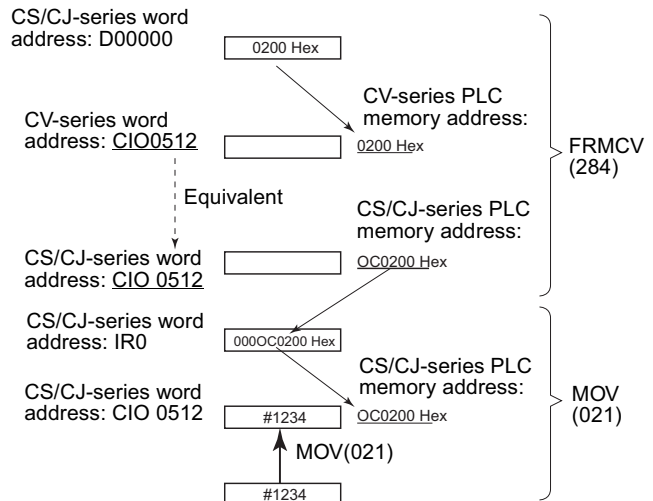 CS/CJ-series word
address: D00000
0200 Hex
CV-series PLC
memory address:
CV-series word
address: CIO0512
0200 Hex
FRMCV
(284)
Equivalent
CS/CJ-series PLC
memory address:
CS/CJ-series word
address: CIO 0512
OC0200 Hex
CS/CJ-series word
address: IR0
000OC0200 Hex
CS/CJ-series PLC
memory address:
CS/CJ-series word
address: CIO 0512
#1234
OC0200 Hex
MOV
(021)
MOV(021)
#1234